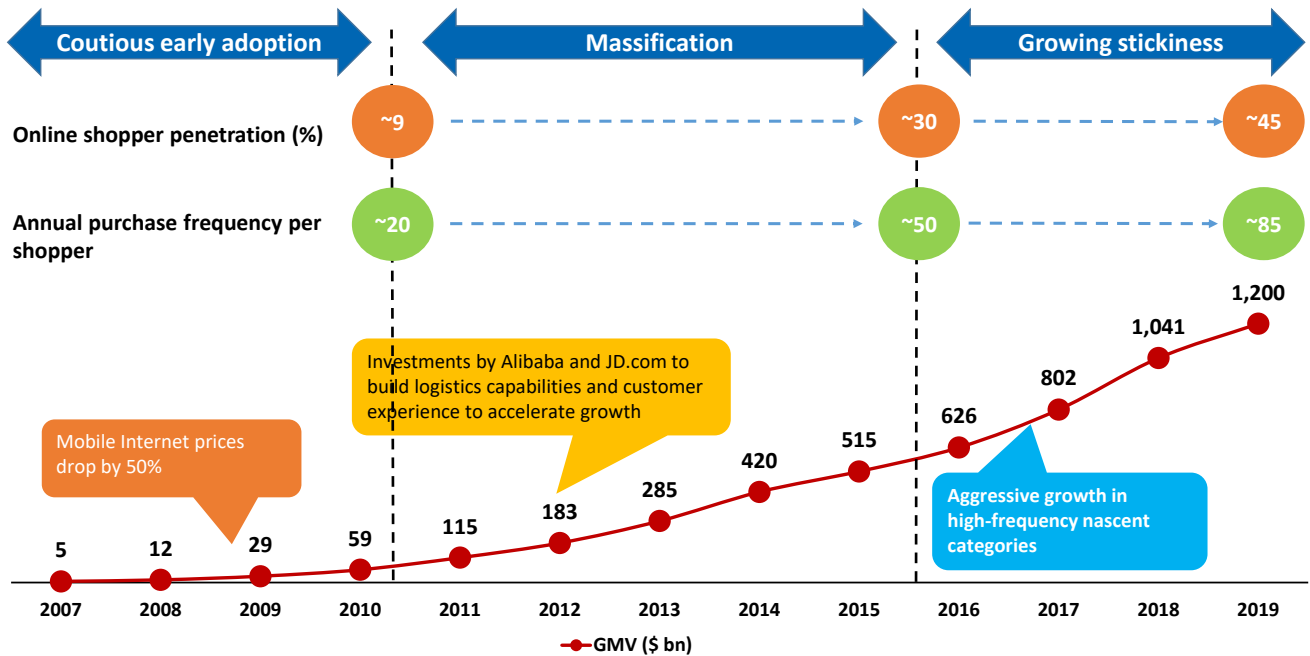 Coutious early adoption
Massification
Growing stickiness
Online shopper penetration (%)
~9
~30
~45
Annual purchase frequency per
shopper
~20
~50
~85
Investments by Alibaba and JD.com to
build logistics capabilities and customer
experience to accelerate growth
Mobile Internet prices
drop by 50%
Aggressive growth in
high-frequency nascent
categories
5
12
29
59
115
183
285
420
515
626
802
1,041
1,200
2007
2008
2009
2010
2011
2012
2013
2014
2015
2016
2017
2018
2019
GMV ($ bn)